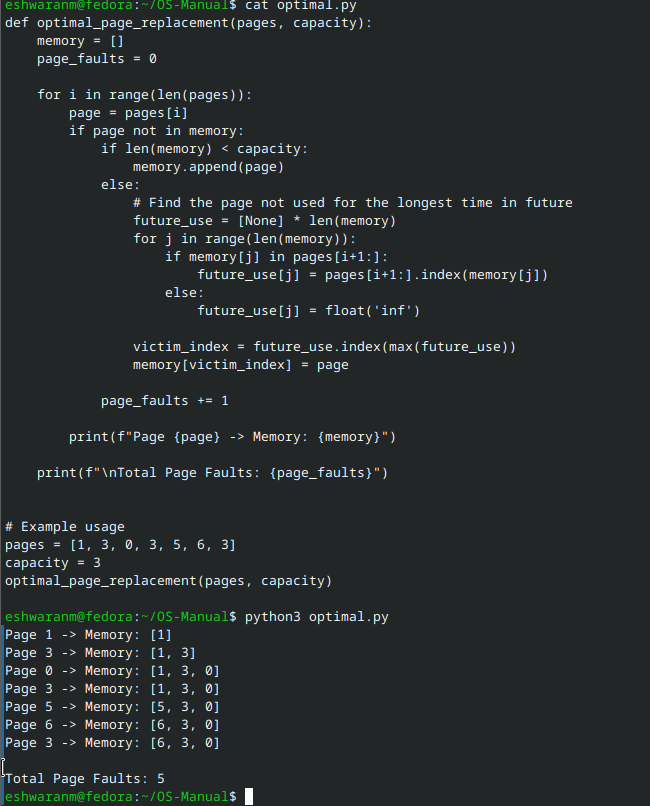 eshwaranm@fedora:~/OS-Manual$ cat optimal.py
def optimal_page_replacement(pages, capacity):
    memory = []
    page_faults = 0

    for i in range(len(pages)):
        page = pages[i]
        if page not in memory:
            if len(memory) < capacity:
                memory.append(page)
            else:
                # Find the page not used for the longest time in future
                future_use = [None] * len(memory)
                for j in range(len(memory)):
                    if memory[j] in pages[i+1:]:
                        future_use[j] = pages[i+1:].index(memory[j])
                    else:
                        future_use[j] = float('inf')

                victim_index = future_use.index(max(future_use))
                memory[victim_index] = page

            page_faults += 1

        print(f"Page {page} -> Memory: {memory}")

    print(f"\nTotal Page Faults: {page_faults}")


# Example usage
pages = [1, 3, 0, 3, 5, 6, 3]
capacity = 3
optimal_page_replacement(pages, capacity)

eshwaranm@fedora:~/OS-Manual$ python3 optimal.py
Page 1 -> Memory: [1]
Page 3 -> Memory: [1, 3]
Page 0 -> Memory: [1, 3, 0]
Page 3 -> Memory: [1, 3, 0]
Page 5 -> Memory: [5, 3, 0]
Page 6 -> Memory: [6, 3, 0]
Page 3 -> Memory: [6, 3, 0]

Total Page Faults: 5
eshwaranm@fedora:~/OS-Manual$